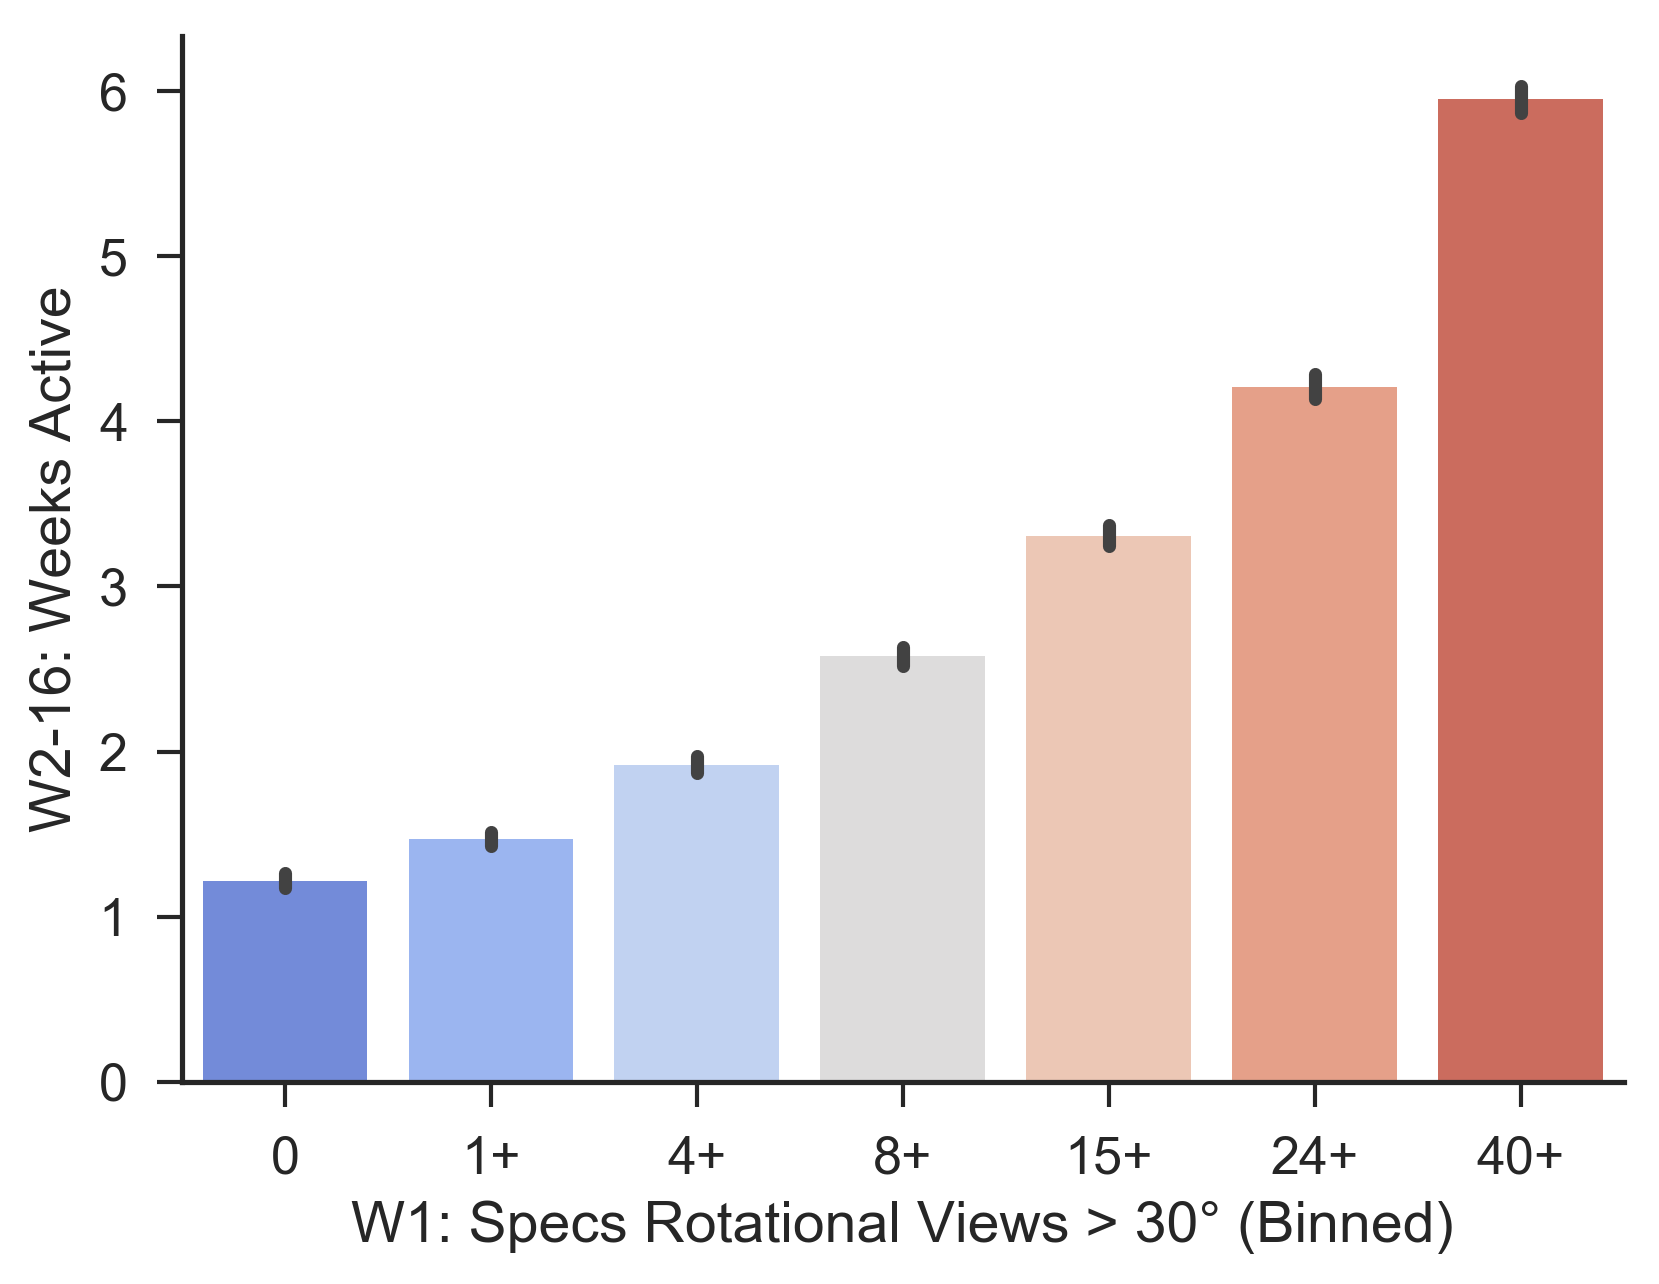 W2-16: Weeks Active
6
5
4
3
2
1
0
0 1+ 4+ 8+ 15+ 24+ 40+
W1: Specs Rotational Views > 30° (Binned)